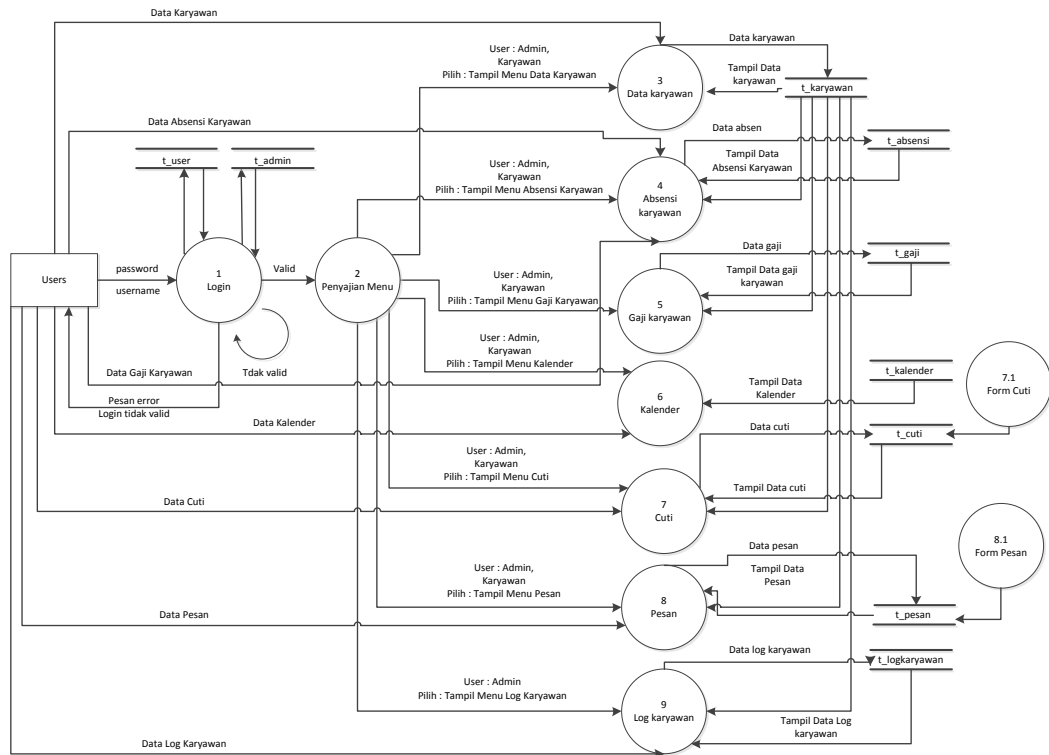 Data Karyawan
Data karyawan
User : Admin,
Karyawan
Pilih : Tampil Menu Data Karyawan
3
Data karyawan
Tampil Data
karyawan
t_karyawan
Data Absensi Karyawan
Data absen
t_absensi
t_user
t_admin
User : Admin,
Karyawan
Pilih : Tampil Menu Absensi Karyawan
4
Absensi
karyawan
Tampil Data
Absensi Karyawan
Users
password
username
1
Login
Valid
2
Penyajian Menu
Data gaji
t_gaji
User : Admin,
Karyawan
Pilih : Tampil Menu Gaji Karyawan
5
Gaji karyawan
Tampil Data gaji
karyawan
User : Admin,
Karyawan
Pilih : Tampil Menu Kalender
Data Gaji Karyawan
Tdak valid
Pesan error
Login tidak valid
Data Kalender
6
Kalender
Tampil Data
Kalender
t_kalender
7.1
Form Cuti
Data cuti
t_cuti
User : Admin,
Karyawan
Pilih : Tampil Menu Cuti
Data Cuti
7
Cuti
Tampil Data cuti
8.1
Form Pesan
Data pesan
User : Admin,
Karyawan
Pilih : Tampil Menu Pesan
Data Pesan
8
Pesan
Tampil Data
Pesan
t_pesan
Data log karyawan
t_logkaryawan
User : Admin
Pilih : Tampil Menu Log Karyawan
9
Log karyawan
Tampil Data Log
karyawan
Data Log Karyawan